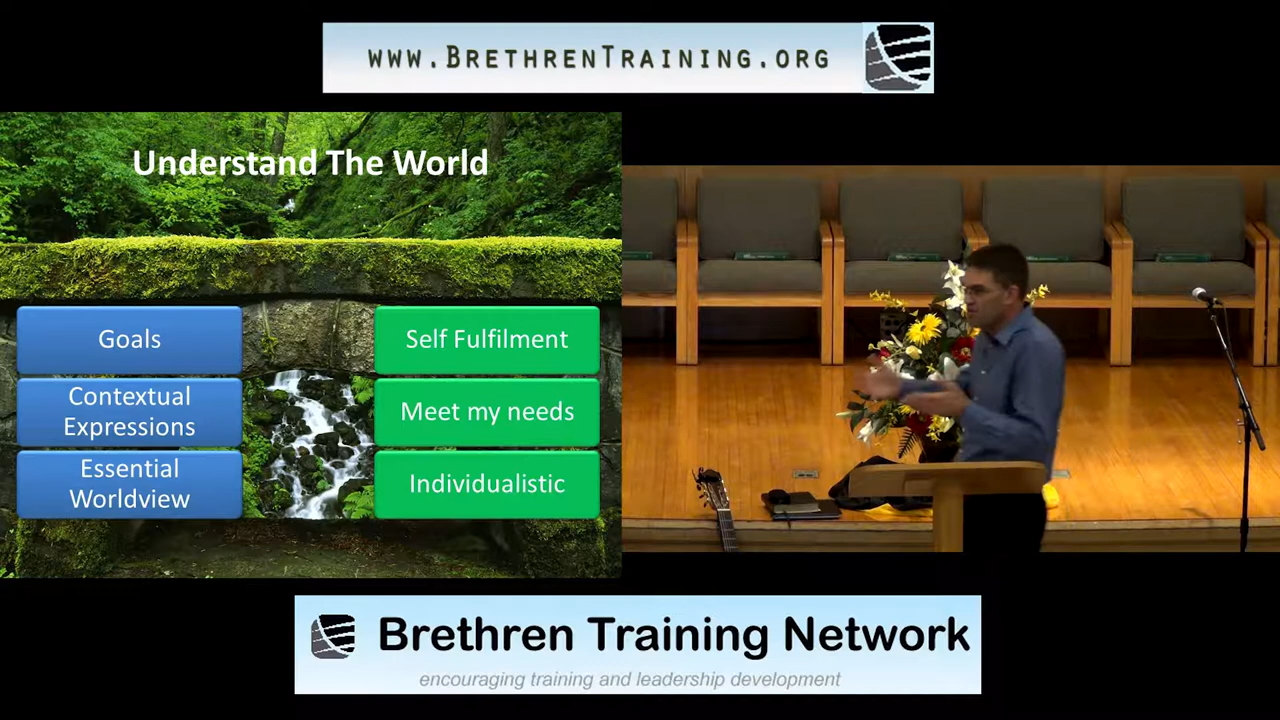 www.BrethrenTraining.org
Understand The World
Goals
Self Fulfilment
Contextual
Expressions
Meet my needs
Essential
Worldview
Individualistic
Brethren Training Network
encouraging training and leadership development